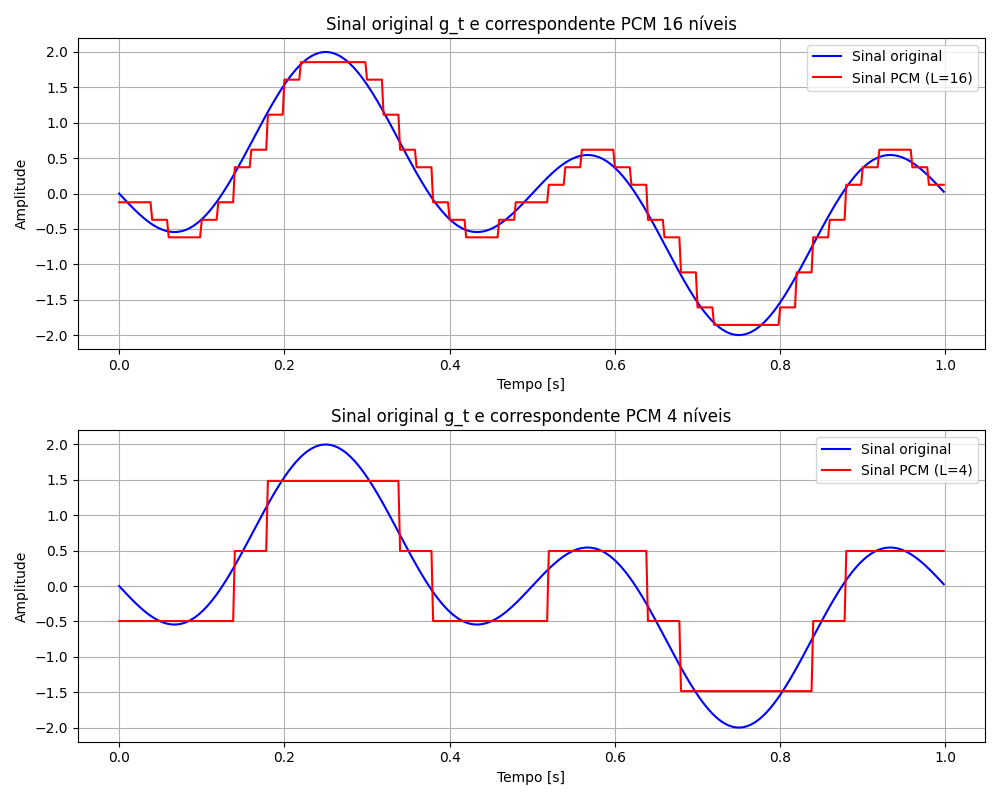 Sinal original g_t e correspondente PCM 16 níveis
Sinal original
Sinal PCM (L=16)
Amplitude
2.0
1.5
1.0
0.5
0.0
−0.5
−1.0
−1.5
−2.0
0.0 0.2 0.4 0.6 0.8 1.0
Tempo [s]
Sinal original g_t e correspondente PCM 4 níveis
Sinal original
Sinal PCM (L=4)
Amplitude
2.0
1.5
1.0
0.5
0.0
−0.5
−1.0
−1.5
−2.0
0.0 0.2 0.4 0.6 0.8 1.0
Tempo [s]